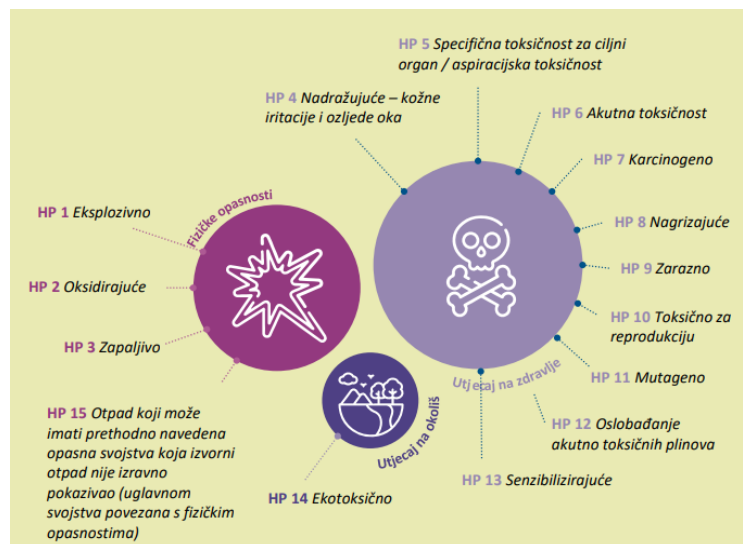 HP 5 Specifična toksičnost za ciljni
organ / aspiracijska toksičnost
HP 4 Nadražujuće – kožne
iritacije i ozljede oka
HP 6 Akutna toksičnost
HP 7 Karcinogeno
Fizičke opasnosti
HP 1 Eksplozivno
HP 8 Nagrizajuće
HP 9 Zarazno
HP 2 Oksidirajuće
HP 10 Toksično za
reprodukciju
HP 3 Zapaljivo
HP 11 Mutageno
Utjecaj na zdravlje
HP 15 Otpad koji može
imati prethodno navedena
opasna svojstva koja izvorni
otpad nije izravno
pokazivao (uglavnom
svojstva povezana s fizičkim
opasnostima)
Utjecaj na okoliš
HP 12 Oslobađanje
akutno toksičnih plinova
HP 13 Senzibilizirajuće
HP 14 Ekotoksično